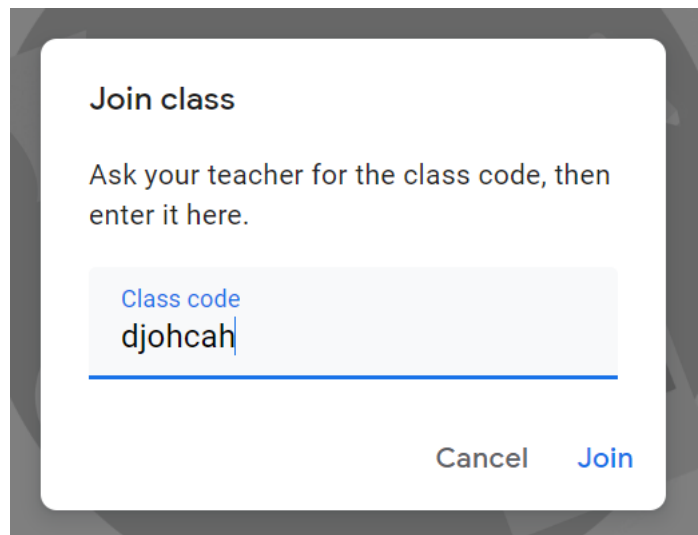 Join class
Ask your teacher for the class code, then
enter it here.
Class code
djohcah
Cancel Join